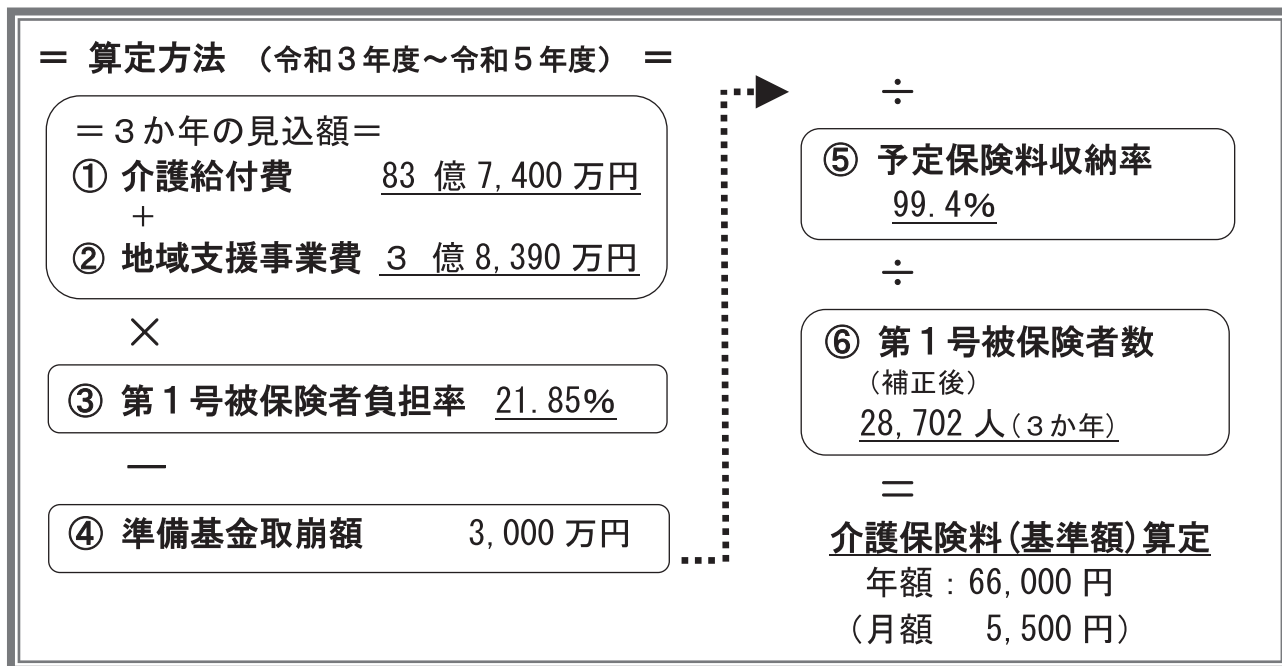 ＝ 算定方法 （令和３年度～令和５年度） ＝
＝３か年の見込額＝
① 介護給付費 83 億 7,400 万円
＋
② 地域支援事業費 ３ 億 8,390 万円
×
③ 第１号被保険者負担率 21.85%
－
④ 準備基金取崩額 3,000 万円
÷
⑤ 予定保険料収納率
99.4%
÷
⑥ 第１号被保険者数
（補正後）
28,702 人（３か年）
＝
介護保険料(基準額)算定
年額：66,000 円
（月額 5,500 円）